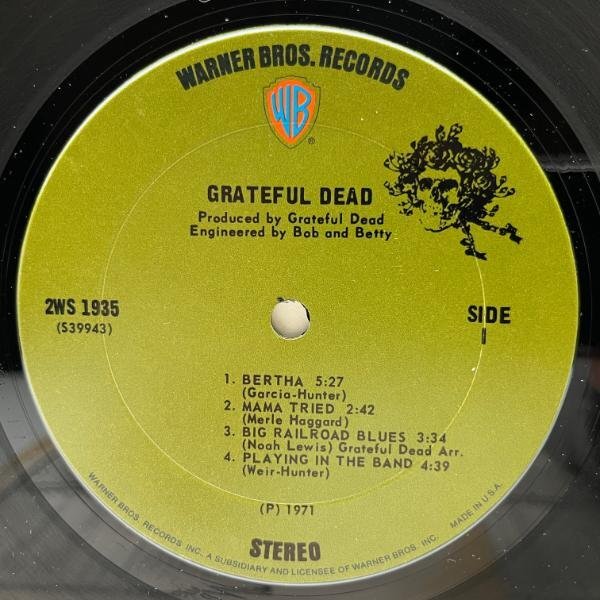 WARNER BROS. RECORDS
WB
®
GRATEFUL DEAD
Produced by Grateful Dead
Engineered by Bob and Betty
2WS 1935
(S39943)
SIDE
1
1. BERTHA 5:27
(Garcia-Hunter)
2. MAMA TRIED 2:42
(Merle Haggard)
3. BIG RAILROAD BLUES 3:34
(Noah Lewis) Grateful Dead Arr.
4. PLAYING IN THE BAND 4:39
(Weir-Hunter)
(P) 1971
STEREO
WARNER BROS. RECORDS INC. A SUBSIDIARY AND LICENSEE OF WARNER BROS. INC. MADE IN U.S.A.